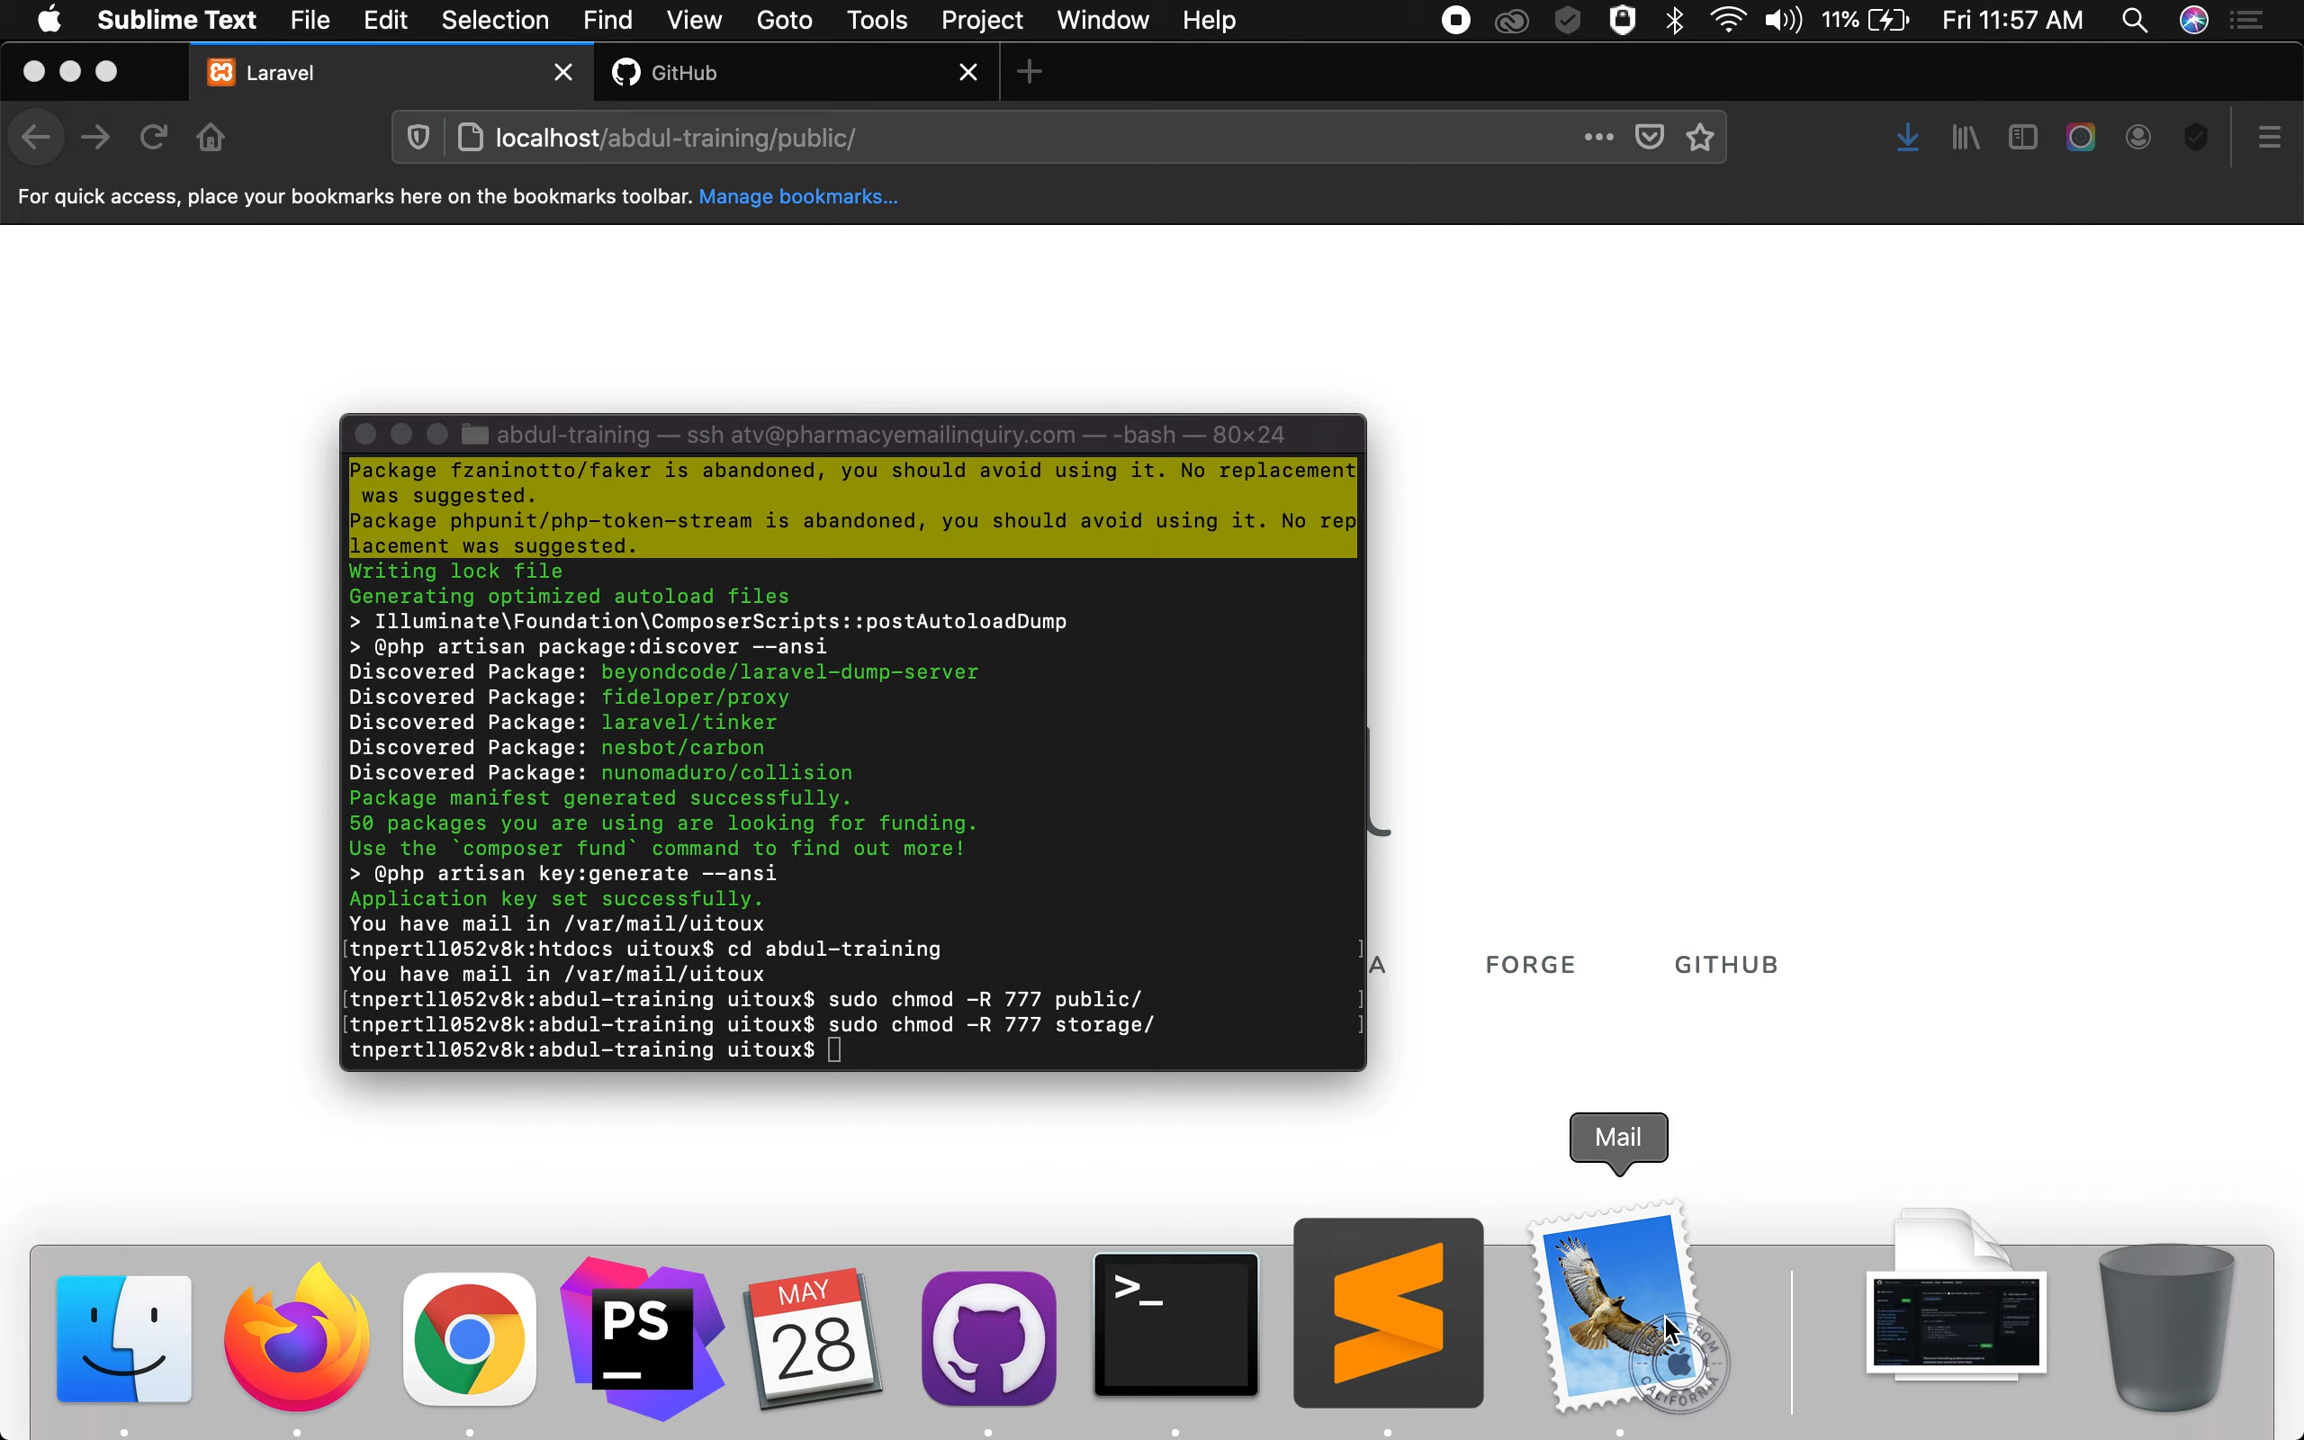 Sublime Text File Edit Selection Find View Goto Tools Project Window Help 11% Fri 11:57 AM
Laravel GitHub
localhost/abdul-training/public/
For quick access, place your bookmarks here on the bookmarks toolbar. Manage bookmarks...
abdul-training — ssh atv@pharmacyemailinquiry.com — -bash — 80×24
Package fzaninotto/faker is abandoned, you should avoid using it. No replacement
was suggested.
Package phpunit/php-token-stream is abandoned, you should avoid using it. No rep
lacement was suggested.
Writing lock file
Generating optimized autoload files
> Illuminate\Foundation\ComposerScripts::postAutoloadDump
> @php artisan package:discover --ansi
Discovered Package: beyondcode/laravel-dump-server
Discovered Package: fideloper/proxy
Discovered Package: laravel/tinker
Discovered Package: nesbot/carbon
Discovered Package: nunomaduro/collision
Package manifest generated successfully.
50 packages you are using are looking for funding.
Use the `composer fund` command to find out more!
> @php artisan key:generate --ansi
Application key set successfully.
You have mail in /var/mail/uitoux
[tnpertll052v8k:htdocs uitoux$ cd abdul-training ]
You have mail in /var/mail/uitoux
[tnpertll052v8k:abdul-training uitoux$ sudo chmod -R 777 public/ ]
[tnpertll052v8k:abdul-training uitoux$ sudo chmod -R 777 storage/ ]
tnpertll052v8k:abdul-training uitoux$
A FORGE GITHUB
Mail
PS
MAY
28
>_
CALIFORNIA